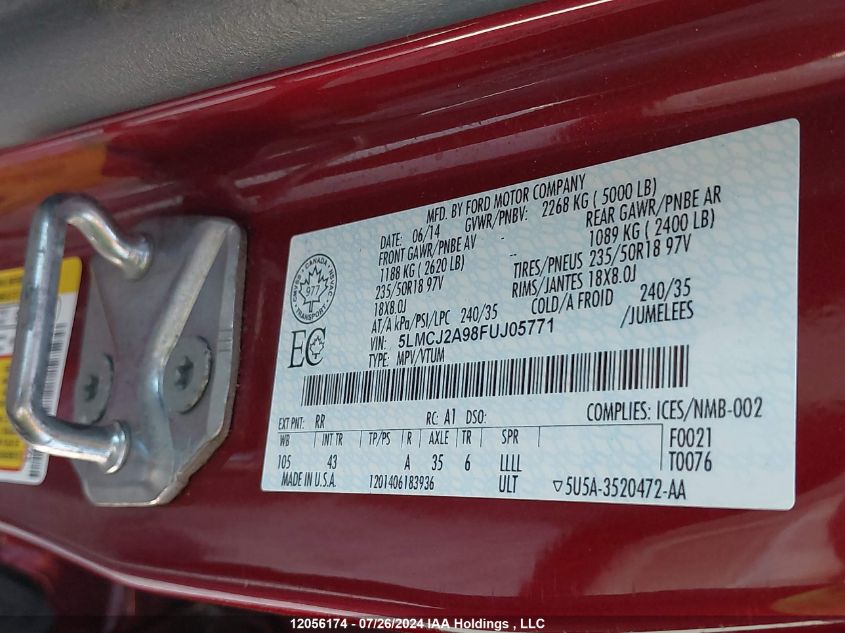 MFD. BY FORD MOTOR COMPANY
DATE: 06/14 GVWR/PNBV: 2268 KG ( 5000 LB)
FRONT GAWR/PNBE AV - REAR GAWR/PNBE AR
1188 KG ( 2620 LB) 1089 KG ( 2400 LB)
235/50R18 97V TIRES/PNEUS 235/50R18 97V
18X8.0J RIMS/JANTES 18X8.0J
AT/A kPa/PSI/LPC 240/35 COLD/A FROID 240/35
VIN: 5LMCJ2A98FUJ05771 /JUMELEES
TYPE: MPV/VTUM
CANADA
977
TRANSPORT
EC
EXT PNT: RR RC: A1 DSO: COMPLIES: ICES/NMB-002
WB INT TR TP/PS R AXLE TR SPR F0021
105 43 A 35 6 LLLL T0076
MADE IN U.S.A. 1201406183936 ULT ▽5U5A-3520472-AA
12056174 - 07/26/2024 IAA Holdings , LLC